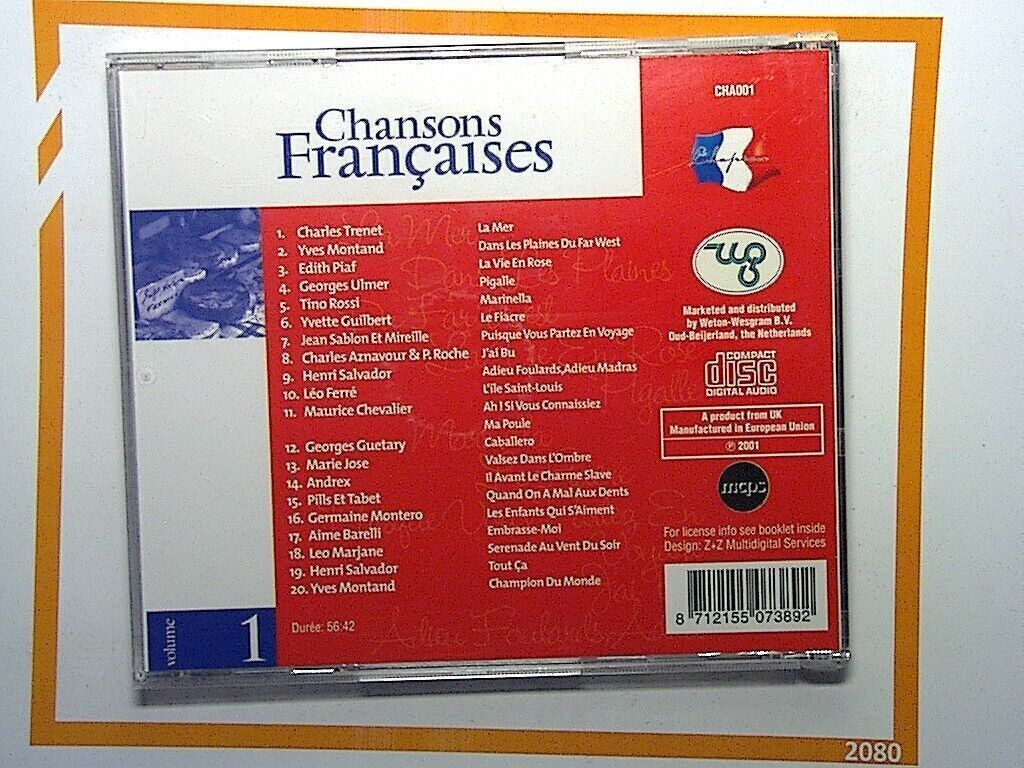 Chansons
Françaises
1. Charles Trenet La Mer
2. Yves Montand Dans Les Plaines Du Far West
3. Edith Piaf La Vie En Rose
4. Georges Ulmer Pigalle
5. Tino Rossi Marinella
6. Yvette Guilbert Le Fiacre
7. Jean Sablon Et Mireille Puisque Vous Partez En Voyage
8. Charles Aznavour & P. Roche J'ai Bu
9. Henri Salvador Adieu Foulards,Adieu Madras
10. Léo Ferré L'île Saint-Louis
11. Maurice Chevalier Ah ! Si Vous Connaissiez
Ma Poule
12. Georges Guetary Caballero
13. Marie Jose Valsez Dans L'Ombre
14. Andrex Il Avant Le Charme Slave
15. Pills Et Tabet Quand On A Mal Aux Dents
16. Germaine Montero Les Enfants Qui S'Aiment
17. Aime Barelli Embrasse-Moi
18. Leo Marjane Serenade Au Vent Du Soir
19. Henri Salvador Tout Ça
20. Yves Montand Champion Du Monde
Durée: 56:42
volume 1
CHA001
wg
Marketed and distributed
by Weton-Wesgram B.V.
Oud-Beijerland, the Netherlands
COMPACT
disc
DIGITAL AUDIO
A product from UK
Manufactured in European Union
℗ 2001
mcps
For license info see booklet inside
Design: Z+Z Multidigital Services
8 712155 073892
2080